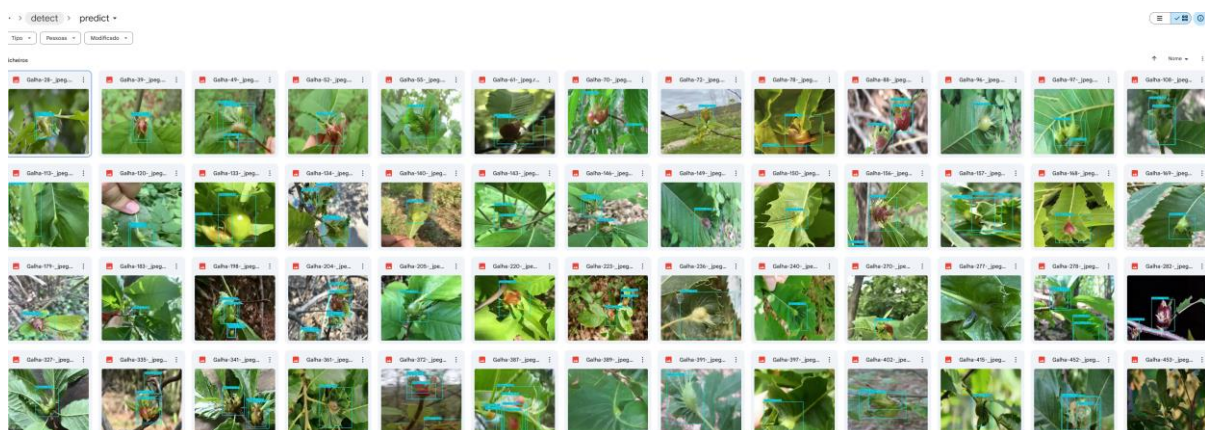 detect > predict
Tipo Pessoas Modificado
icheiros
Nome
Galha-28-_jpeg... Galha-39-_jpeg... Galha-49-_jpeg... Galha-52-_jpeg... Galha-55-_jpeg... Galha-61-_jpeg.r... Galha-70-_jpeg... Galha-72-_jpeg... Galha-78-_jpeg... Galha-88-_jpeg... Galha-96-_jpeg... Galha-97-_jpeg... Galha-108-_jpeg...
Galha-113-_jpeg... Galha-120-_jpeg... Galha-133-_jpeg... Galha-134-_jpeg... Galha-140-_jpeg... Galha-143-_jpeg... Galha-146-_jpeg... Galha-149-_jpeg... Galha-150-_jpeg... Galha-156-_jpeg... Galha-157-_jpeg... Galha-168-_jpeg... Galha-169-_jpeg...
Galha-179-_jpeg... Galha-183-_jpeg... Galha-198-_jpeg... Galha-204-_jpe... Galha-205-_jpe... Galha-220-_jpeg... Galha-223-_jpeg... Galha-236-_jpeg... Galha-240-_jpeg... Galha-270-_jpe... Galha-277-_jpeg... Galha-278-_jpeg... Galha-282-_jpeg...
Galha-327-_jpeg... Galha-335-_jpeg... Galha-341-_jpeg... Galha-361-_jpeg... Galha-372-_jpeg... Galha-387-_jpeg... Galha-389-_jpeg... Galha-395-_jpeg... Galha-397-_jpeg... Galha-402-_jpe... Galha-415-_jpeg... Galha-452-_jpeg... Galha-453-_jpeg...